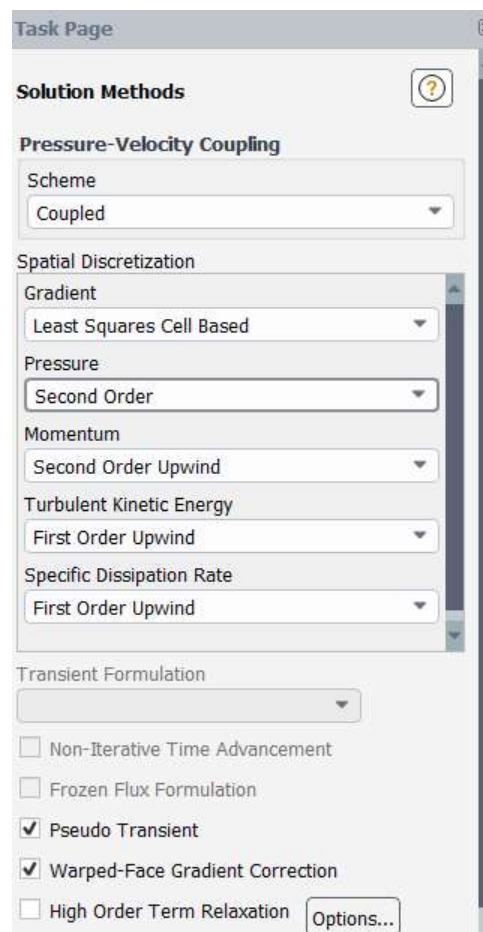 Task Page
Solution Methods
?
Pressure-Velocity Coupling
Scheme
Coupled
Spatial Discretization
Gradient
Least Squares Cell Based
Pressure
Second Order
Momentum
Second Order Upwind
Turbulent Kinetic Energy
First Order Upwind
Specific Dissipation Rate
First Order Upwind
Transient Formulation
Non-Iterative Time Advancement
Frozen Flux Formulation
Pseudo Transient
Warped-Face Gradient Correction
High Order Term Relaxation Options...